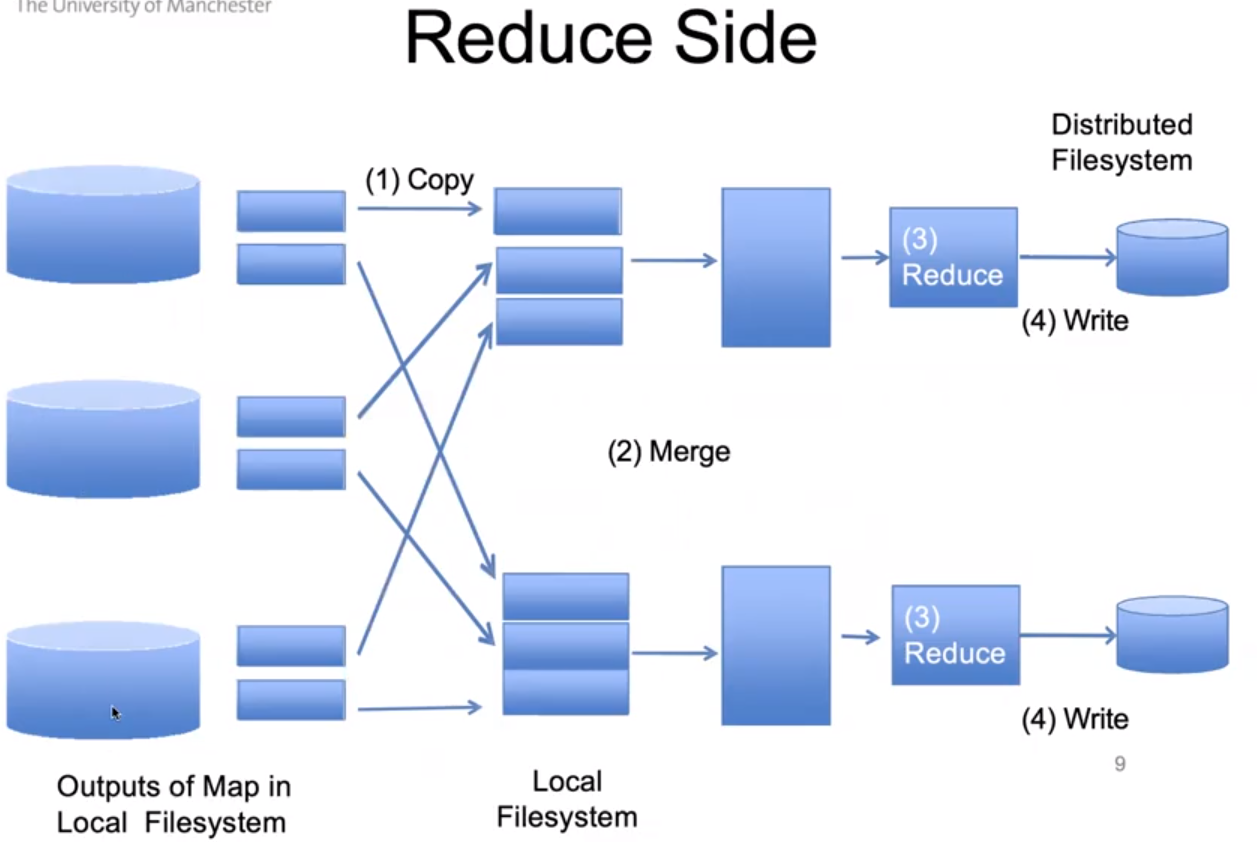 The University of Manchester
Reduce Side
Distributed
Filesystem
(1) Copy
(3)
Reduce
(4) Write
(2) Merge
(3)
Reduce
(4) Write
9
Outputs of Map in
Local Filesystem
Local
Filesystem